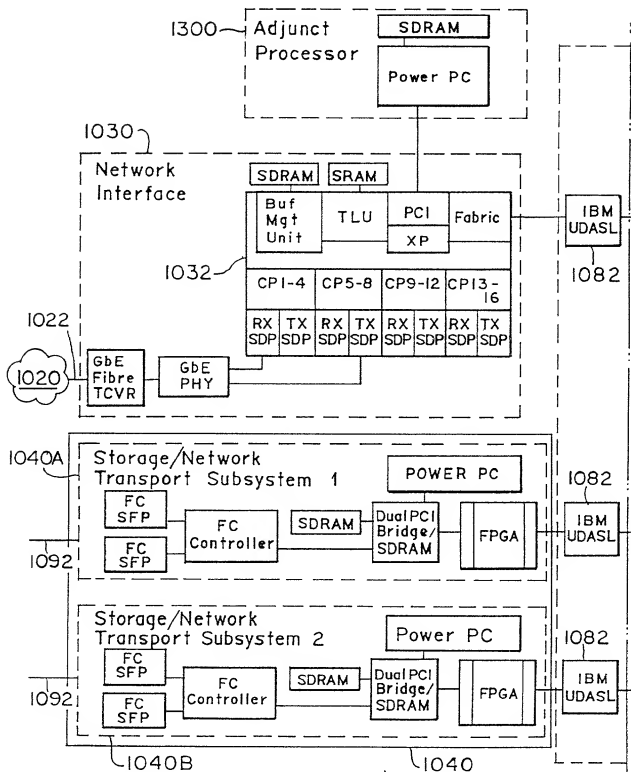 1300
Adjunct
Processor
SDRAM
Power PC
1030
Network
Interface
SDRAM
SRAM
Buf
Mgt
Unit
TLU
PCI
XP
Fabric
IBM
UDASL
1082
1032
CP1-4
CP5-8
CP9-12
CP13-
16
RX
SDP
TX
SDP
RX
SDP
TX
SDP
RX
SDP
TX
SDP
RX
SDP
TX
SDP
1022
1020
GbE
Fibre
TCVR
GbE
PHY
1040A
Storage/Network
Transport Subsystem 1
POWER PC
1082
FC
SFP
FC
SFP
1092
FC
Controller
SDRAM
Dual PCI
Bridge/
SDRAM
FPGA
IBM
UDASL
Storage/Network
Transport Subsystem 2
Power PC
1082
FC
SFP
FC
SFP
1092
FC
Controller
SDRAM
Dual PCI
Bridge/
SDRAM
FPGA
IBM
UDASL
1040B
1040